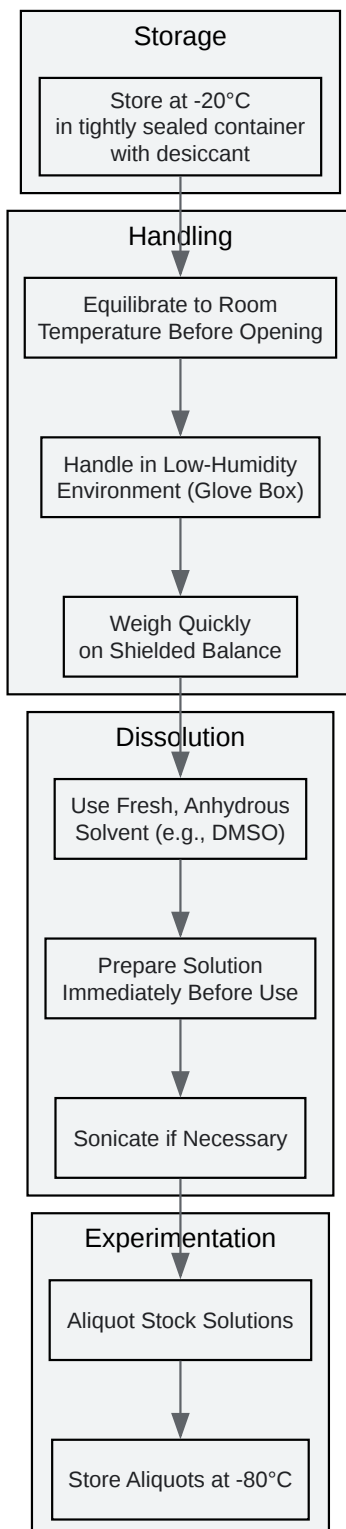 Storage
Store at -20°C
in tightly sealed container
with desiccant
Handling
Equilibrate to Room
Temperature Before Opening
Handle in Low-Humidity
Environment (Glove Box)
Weigh Quickly
on Shielded Balance
Dissolution
Use Fresh, Anhydrous
Solvent (e.g., DMSO)
Prepare Solution
Immediately Before Use
Sonicate if Necessary
Experimentation
Aliquot Stock Solutions
Store Aliquots at -80°C